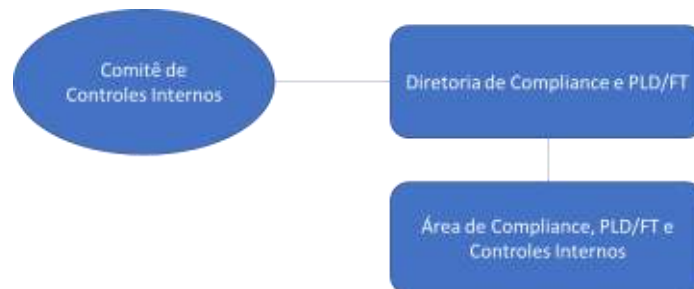 Comitê de
Controles Internos
Diretoria de Compliance e PLD/FT
Área de Compliance, PLD/FT e
Controles Internos